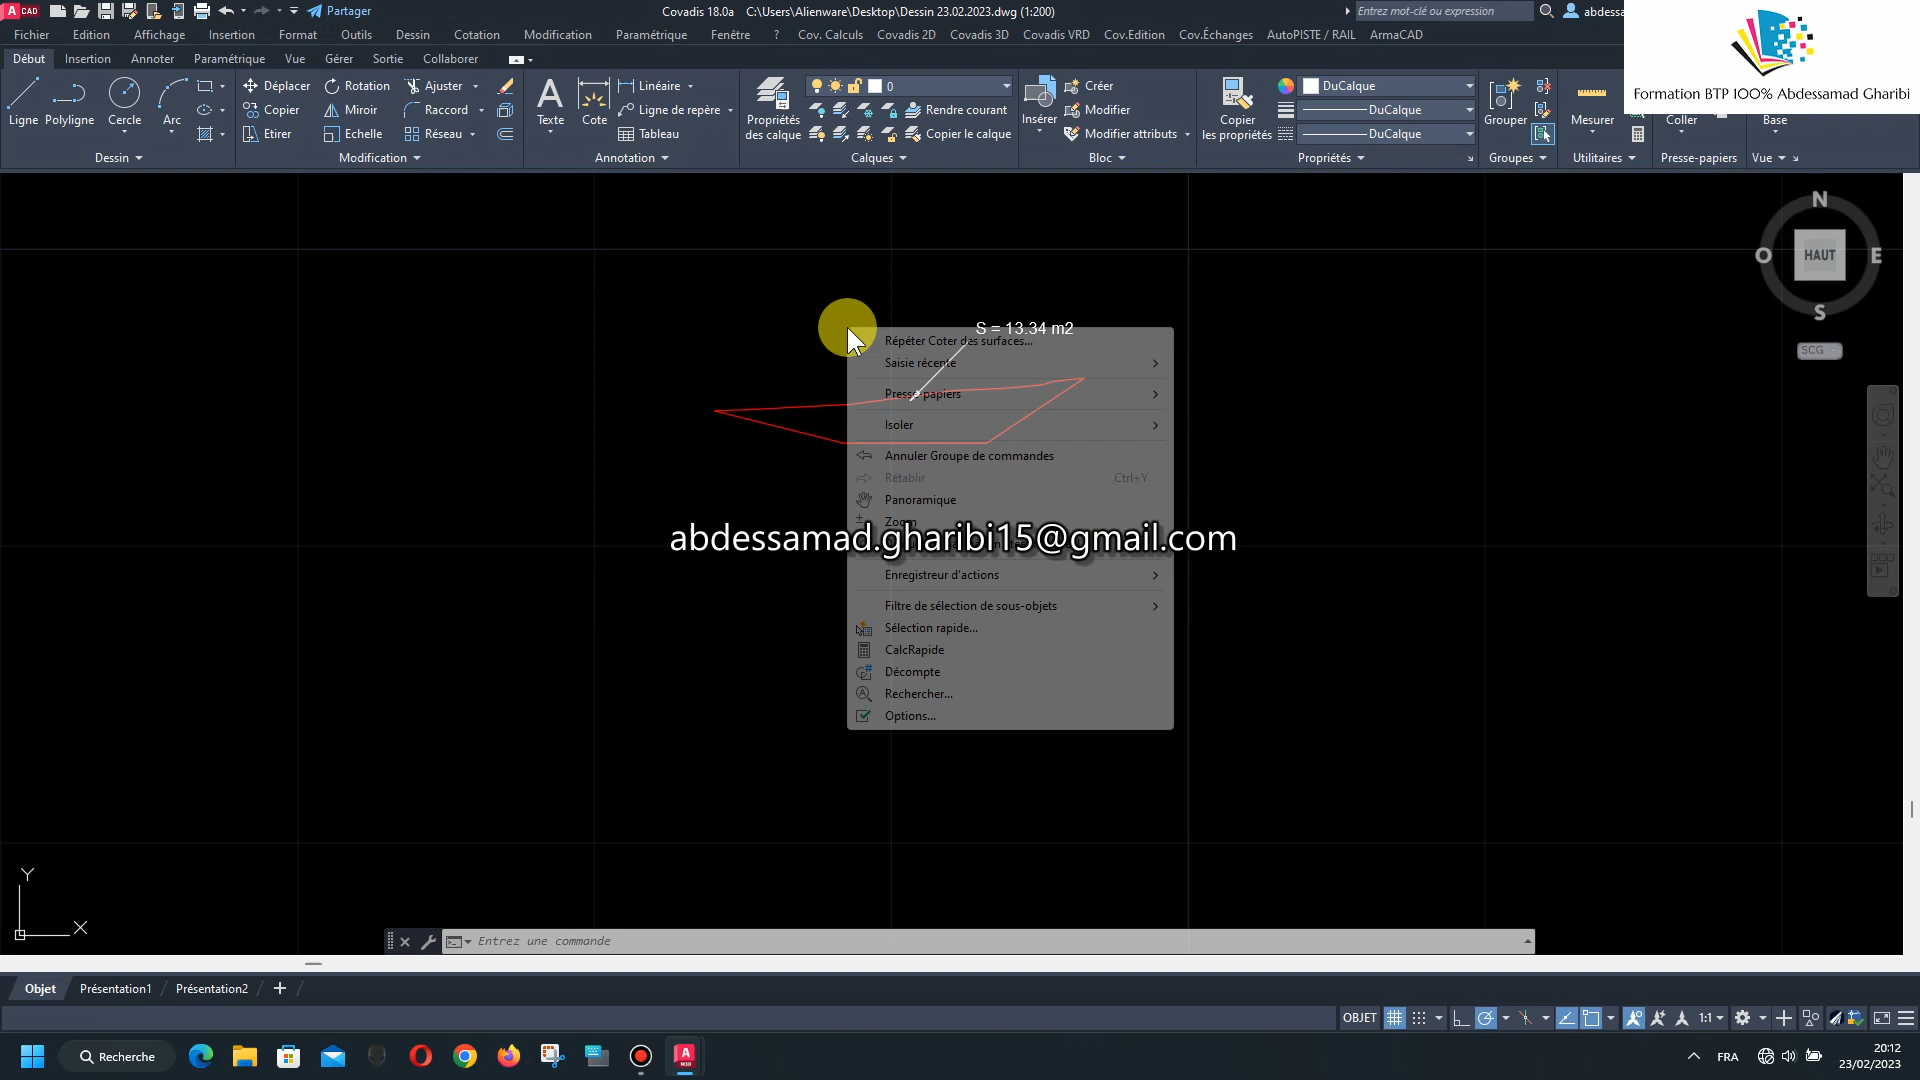 A CAD
Partager
Covadis 18.0a C:\Users\Alienware\Desktop\Dessin 23.02.2023.dwg (1:200)
Entrez mot-clé ou expression
abdessa
Fichier Edition Affichage Insertion Format Outils Dessin Cotation Modification Paramétrique Fenêtre ? Cov. Calculs Covadis 2D Covadis 3D Covadis VRD Cov.Edition Cov.Échanges AutoPISTE / RAIL ArmaCAD
Début Insertion Annoter Paramétrique Vue Gérer Sortie Collaborer
Formation BTP 100% Abdessamad Gharibi
Déplacer Rotation Ajuster Linéaire 0 Créer DuCalque
Copier Miroir Raccord Ligne de repère Rendre courant Modifier DuCalque
Etirer Echelle Réseau Tableau Copier le calque Modifier attributs DuCalque
Ligne Polyligne Cercle Arc Texte Cote Propriétés des calque Insérer Copier les propriétés Grouper Mesurer Coller Base
Dessin Modification Annotation Calques Bloc Propriétés Groupes Utilitaires Presse-papiers Vue
N
O HAUT E
S
SCG
S = 13.34 m2
Répéter Coter des surfaces...
Saisie récente
Presse-papiers
Isoler
Annuler Groupe de commandes
Rétablir Ctrl+Y
Panoramique
Zoom
abdessamad.gharibi15@gmail.com
Enregistreur d'actions
Filtre de sélection de sous-objets
Sélection rapide...
CalcRapide
Décompte
Rechercher...
Options...
Y
X
Entrez une commande
Objet Présentation1 Présentation2 +
OBJET 1:1
Recherche
FRA
20:12
23/02/2023